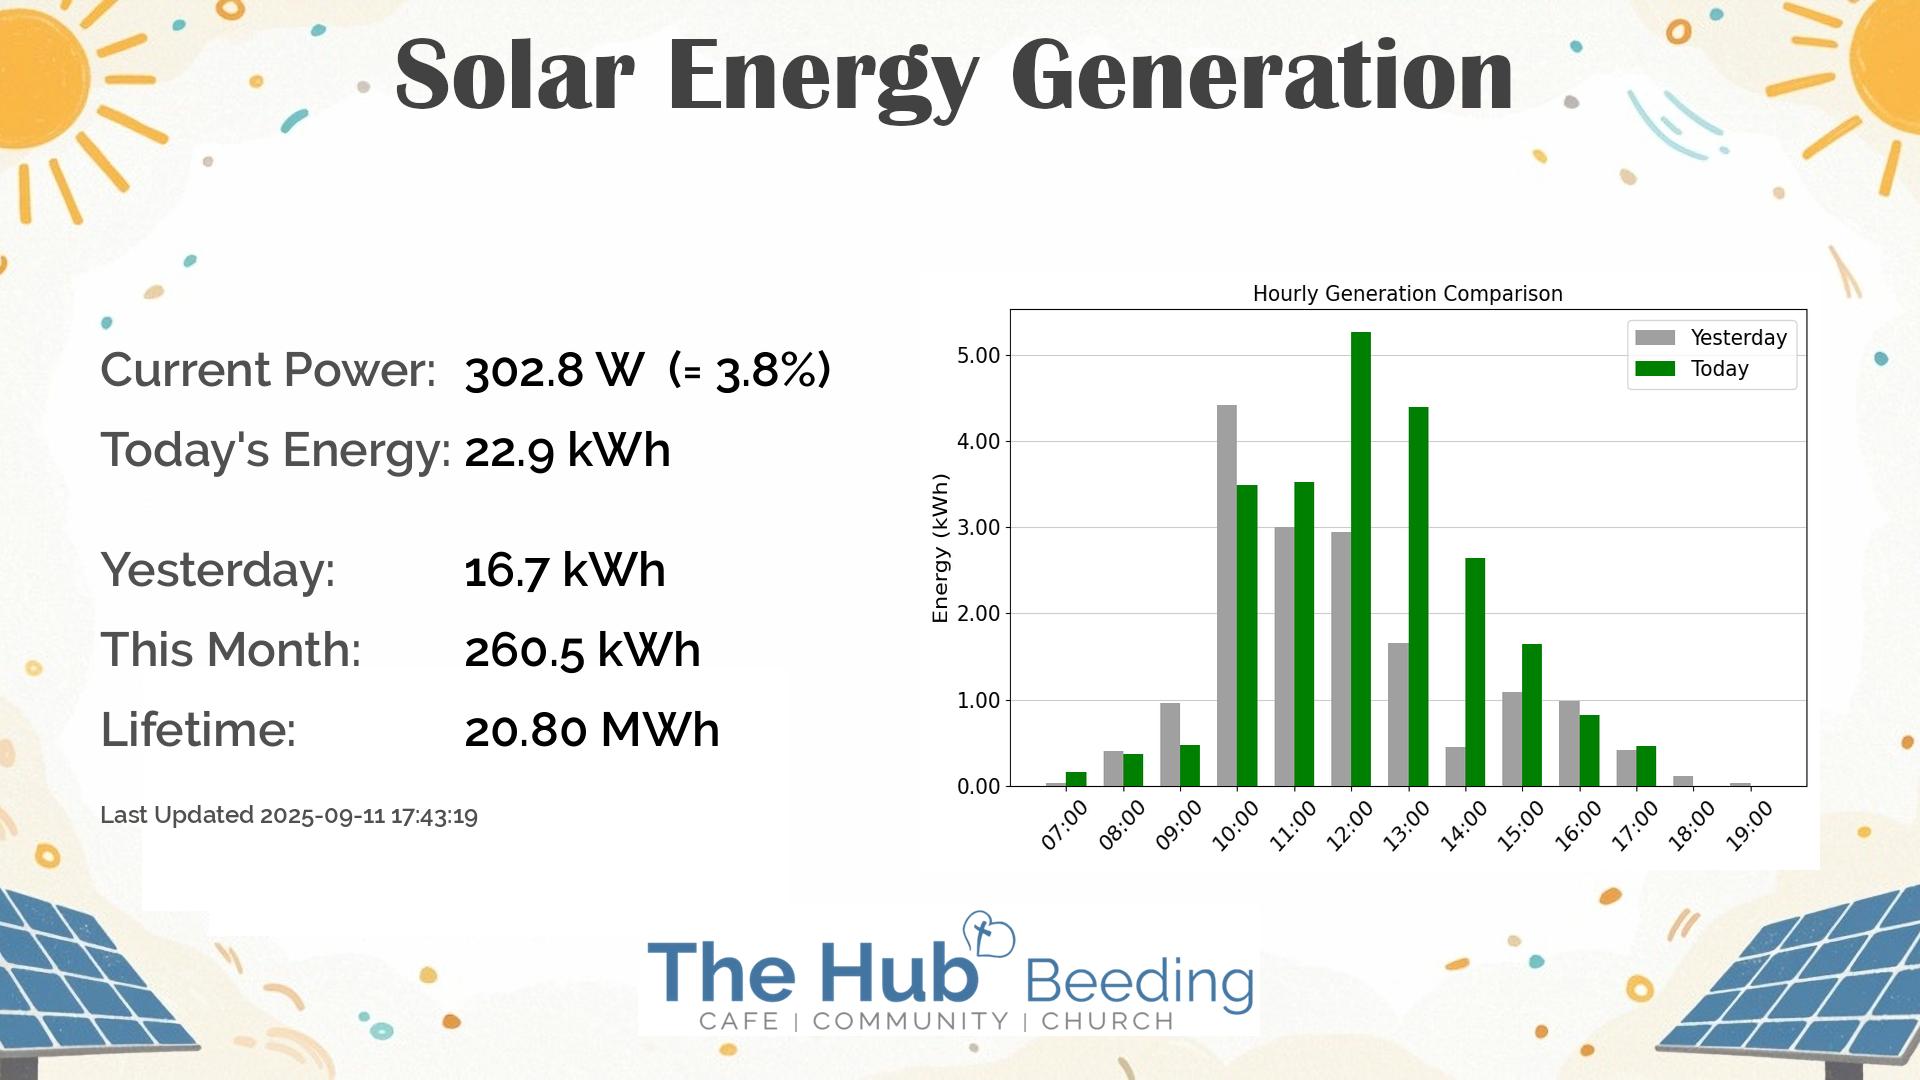 Solar Energy Generation
Current Power: 302.8 W (= 3.8%)
Today's Energy: 22.9 kWh
Yesterday: 16.7 kWh
This Month: 260.5 kWh
Lifetime: 20.80 MWh
Last Updated 2025-09-11 17:43:19
Hourly Generation Comparison
Yesterday
Today
Energy (kWh)
5.00
4.00
3.00
2.00
1.00
0.00
07:00 08:00 09:00 10:00 11:00 12:00 13:00 14:00 15:00 16:00 17:00 18:00 19:00
The Hub Beeding
CAFE | COMMUNITY | CHURCH